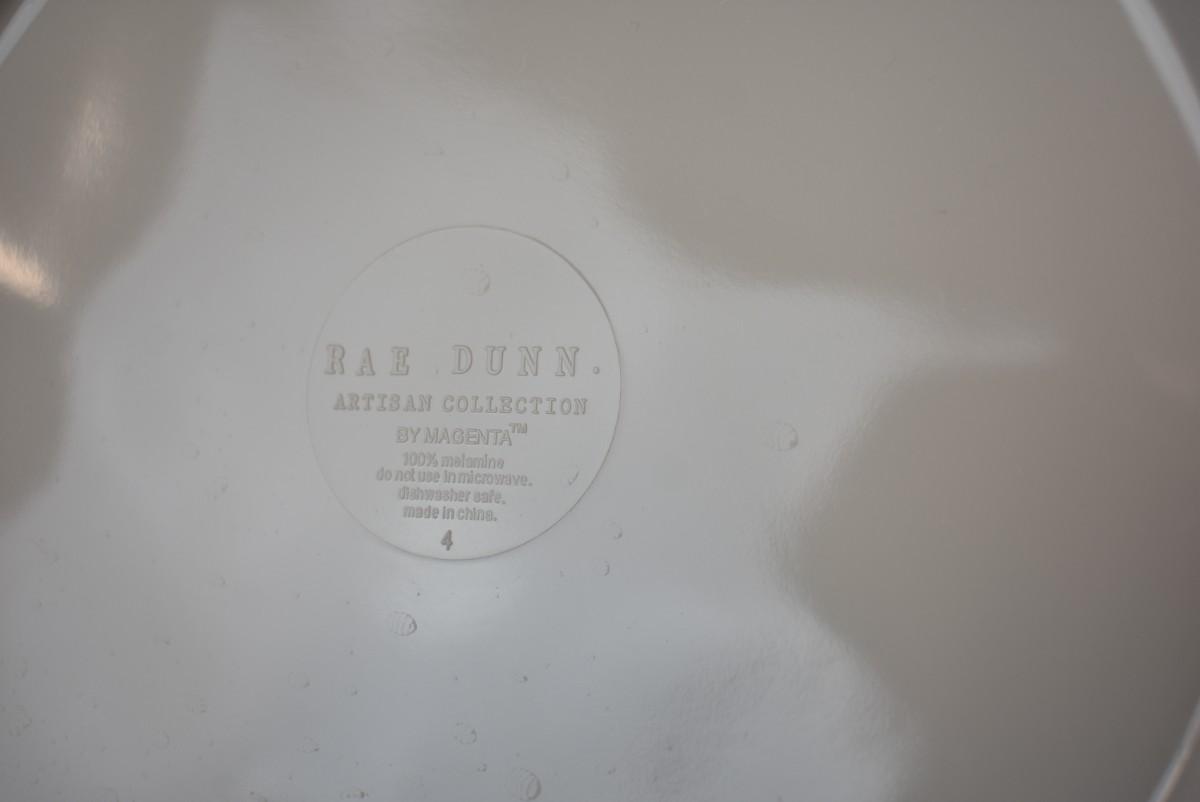 RAE DUNN.
ARTISAN COLLECTION
BY MAGENTA™
100% melamine
do not use in microwave.
dishwasher safe.
made in china.
4